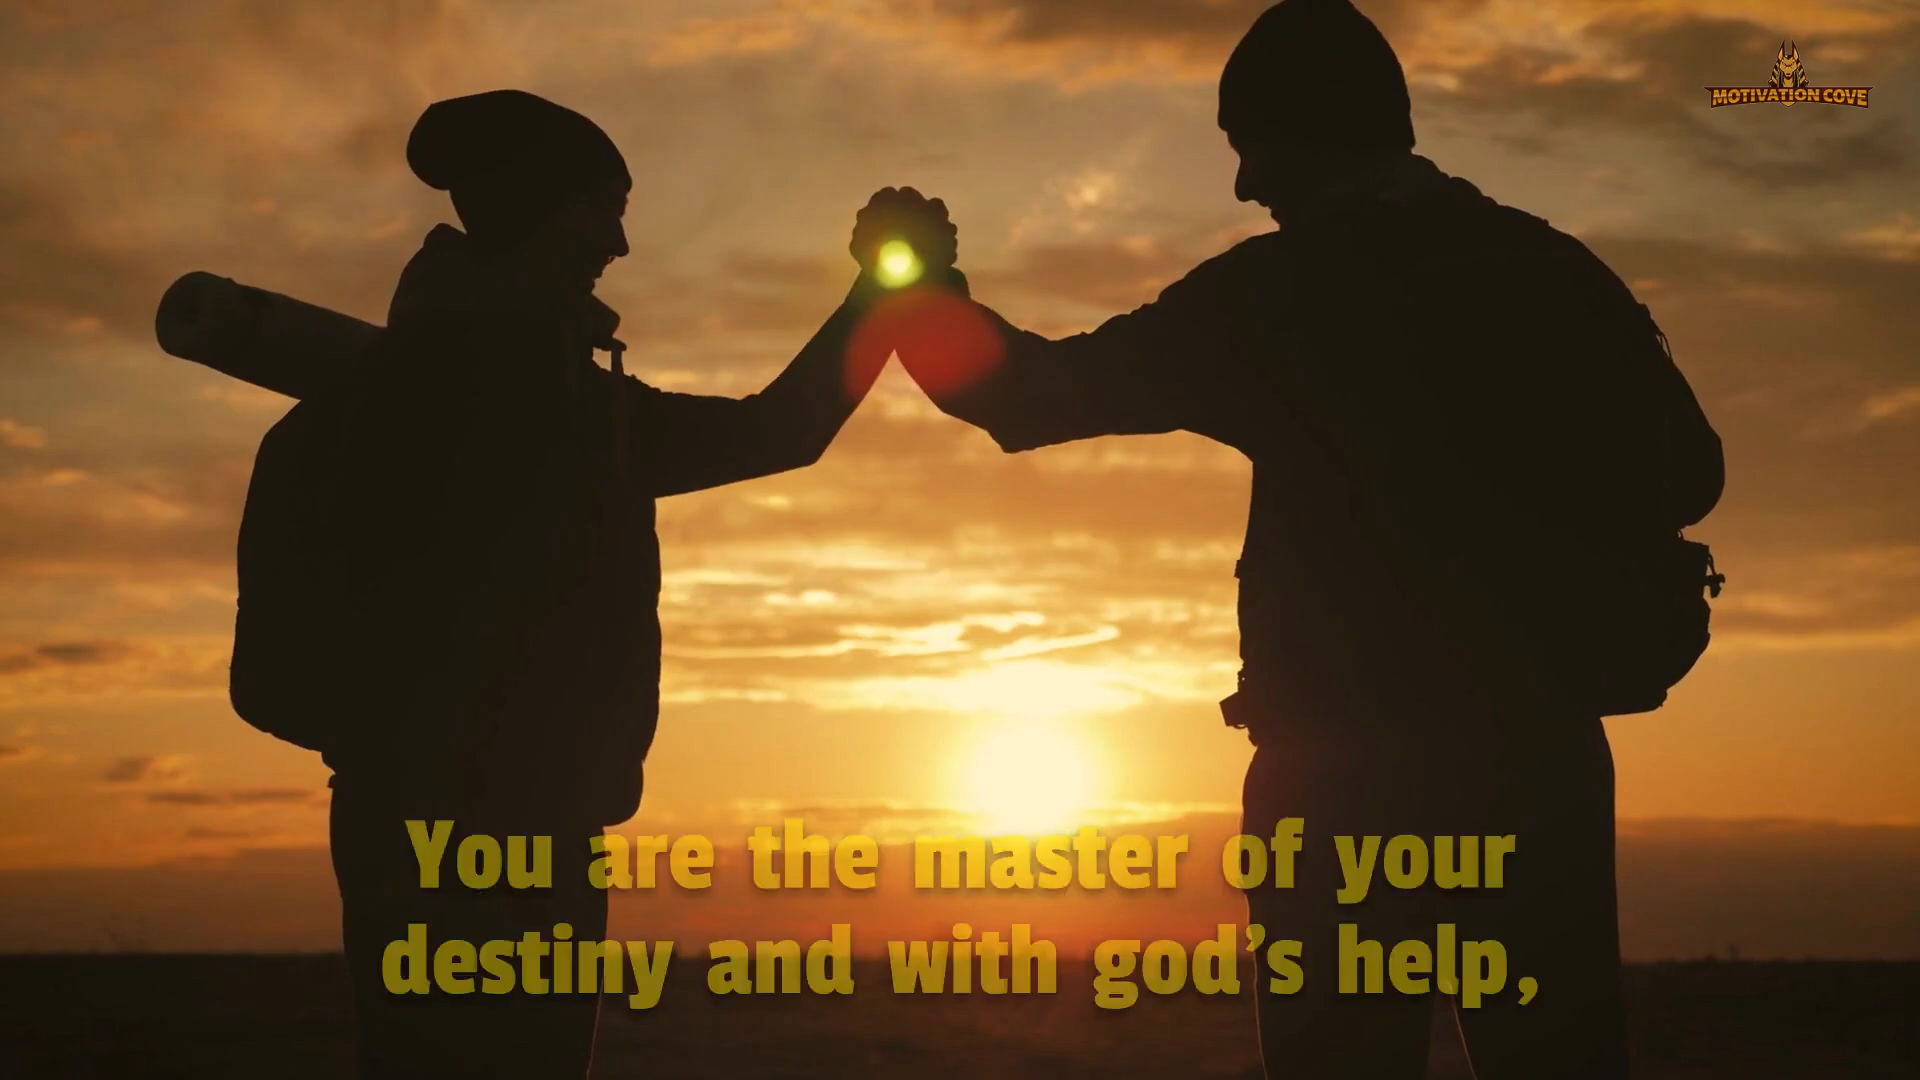 MOTIVATION COVE
You are the master of your
destiny and with god's help,